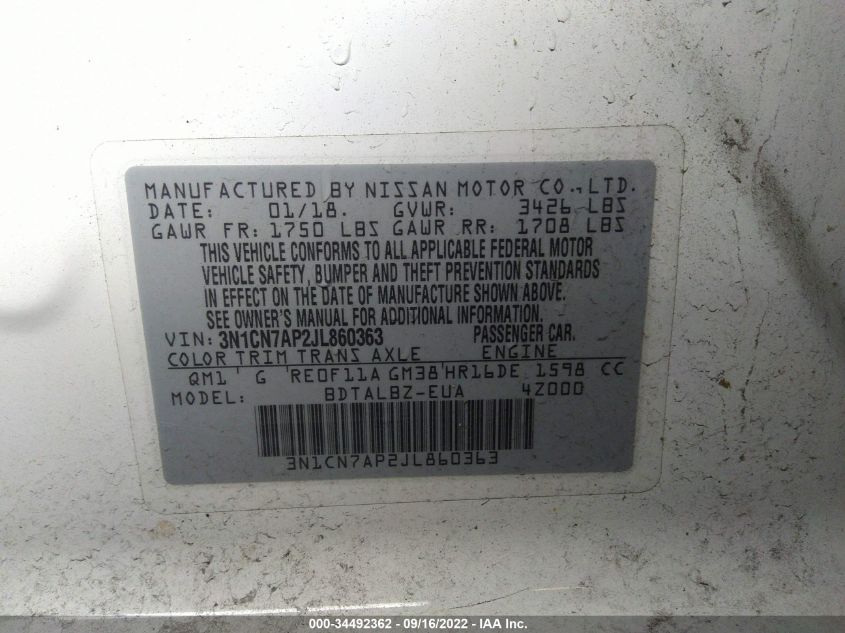 MANUFACTURED BY NISSAN MOTOR CO., LTD.
DATE: 01/18. GVWR: 3426 LBS
GAWR FR: 1750 LBS GAWR RR: 1708 LBS
THIS VEHICLE CONFORMS TO ALL APPLICABLE FEDERAL MOTOR
VEHICLE SAFETY, BUMPER AND THEFT PREVENTION STANDARDS
IN EFFECT ON THE DATE OF MANUFACTURE SHOWN ABOVE.
SEE OWNER'S MANUAL FOR ADDITIONAL INFORMATION.
VIN: 3N1CN7AP2JL860363 PASSENGER CAR.
COLOR TRIM TRANS AXLE ENGINE
QM1 G RE0F11A GM38 HR16DE 1598 CC
MODEL: BDTALBZ-EUA 4Z000
3N1CN7AP2JL860363
000-34492362 - 09/16/2022 - IAA Inc.